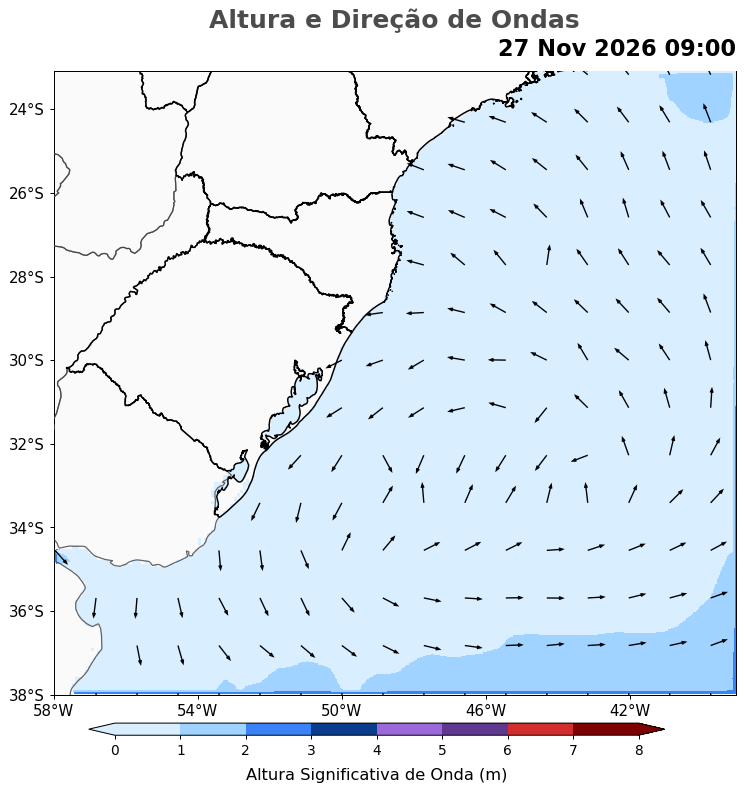 Altura e Direção de Ondas
27 Nov 2026 09:00
24°S
26°S
28°S
30°S
32°S
34°S
36°S
38°S
58°W 54°W 50°W 46°W 42°W
0 1 2 3 4 5 6 7 8
Altura Significativa de Onda (m)